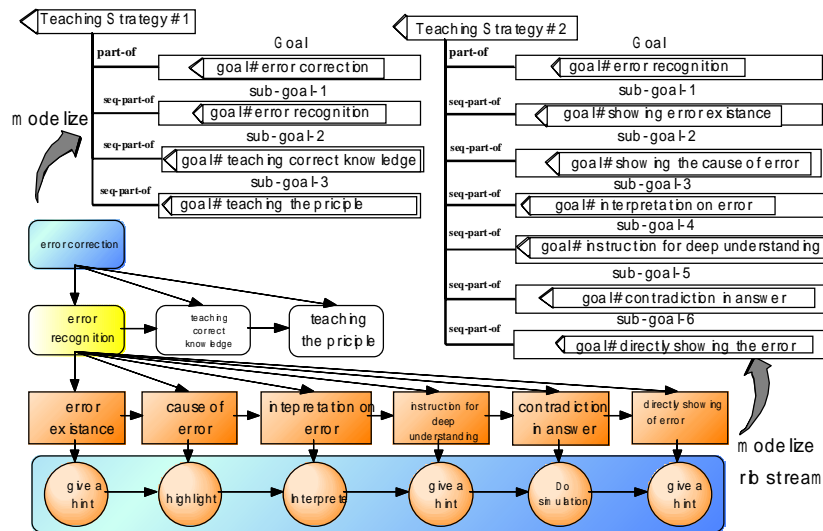 Teaching Strategy #1
Goal
part-of
goal# error correction
sub-goal-1
seq-part-of
goal# error recognition
sub-goal-2
seq-part-of
goal# teaching correct knowledge
sub-goal-3
seq-part-of
goal# teaching the priciple
modelize
Teaching Strategy #2
Goal
part-of
goal# error recognition
sub-goal-1
seq-part-of
goal# showing error existance
sub-goal-2
seq-part-of
goal# showing the cause of error
sub-goal-3
seq-part-of
goal# interpretation on error
sub-goal-4
seq-part-of
goal# instruction for deep understanding
sub-goal-5
seq-part-of
goal# contradiction in answer
sub-goal-6
seq-part-of
goal# directly showing the error
error correction
error
recognition
teaching
correct
knowledge
teaching
the priciple
error
existance
cause of
error
intepretation on
error
instruction for
deep
understanding
contradiction
in answer
directly showing
of error
modelize
rib stream
give a
hint
highlight
Interprete
give a
hint
Do
simulation
give a
hint